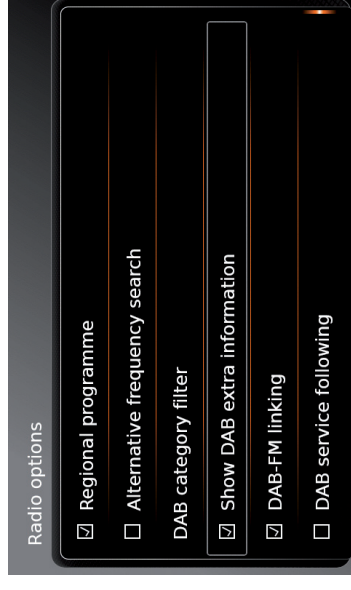 Radio options
Regional programme
Alternative frequency search
DAB category filter
Show DAB extra information
DAB-FM linking
DAB service following